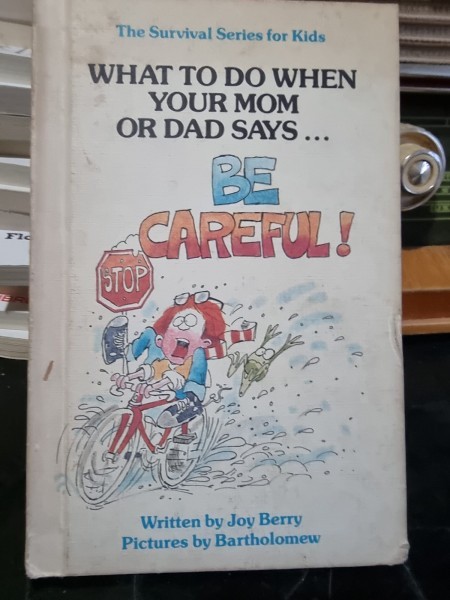 The Survival Series for Kids
WHAT TO DO WHEN
YOUR MOM
OR DAD SAYS...
BE
CAREFUL!
STOP
Written by Joy Berry
Pictures by Bartholomew